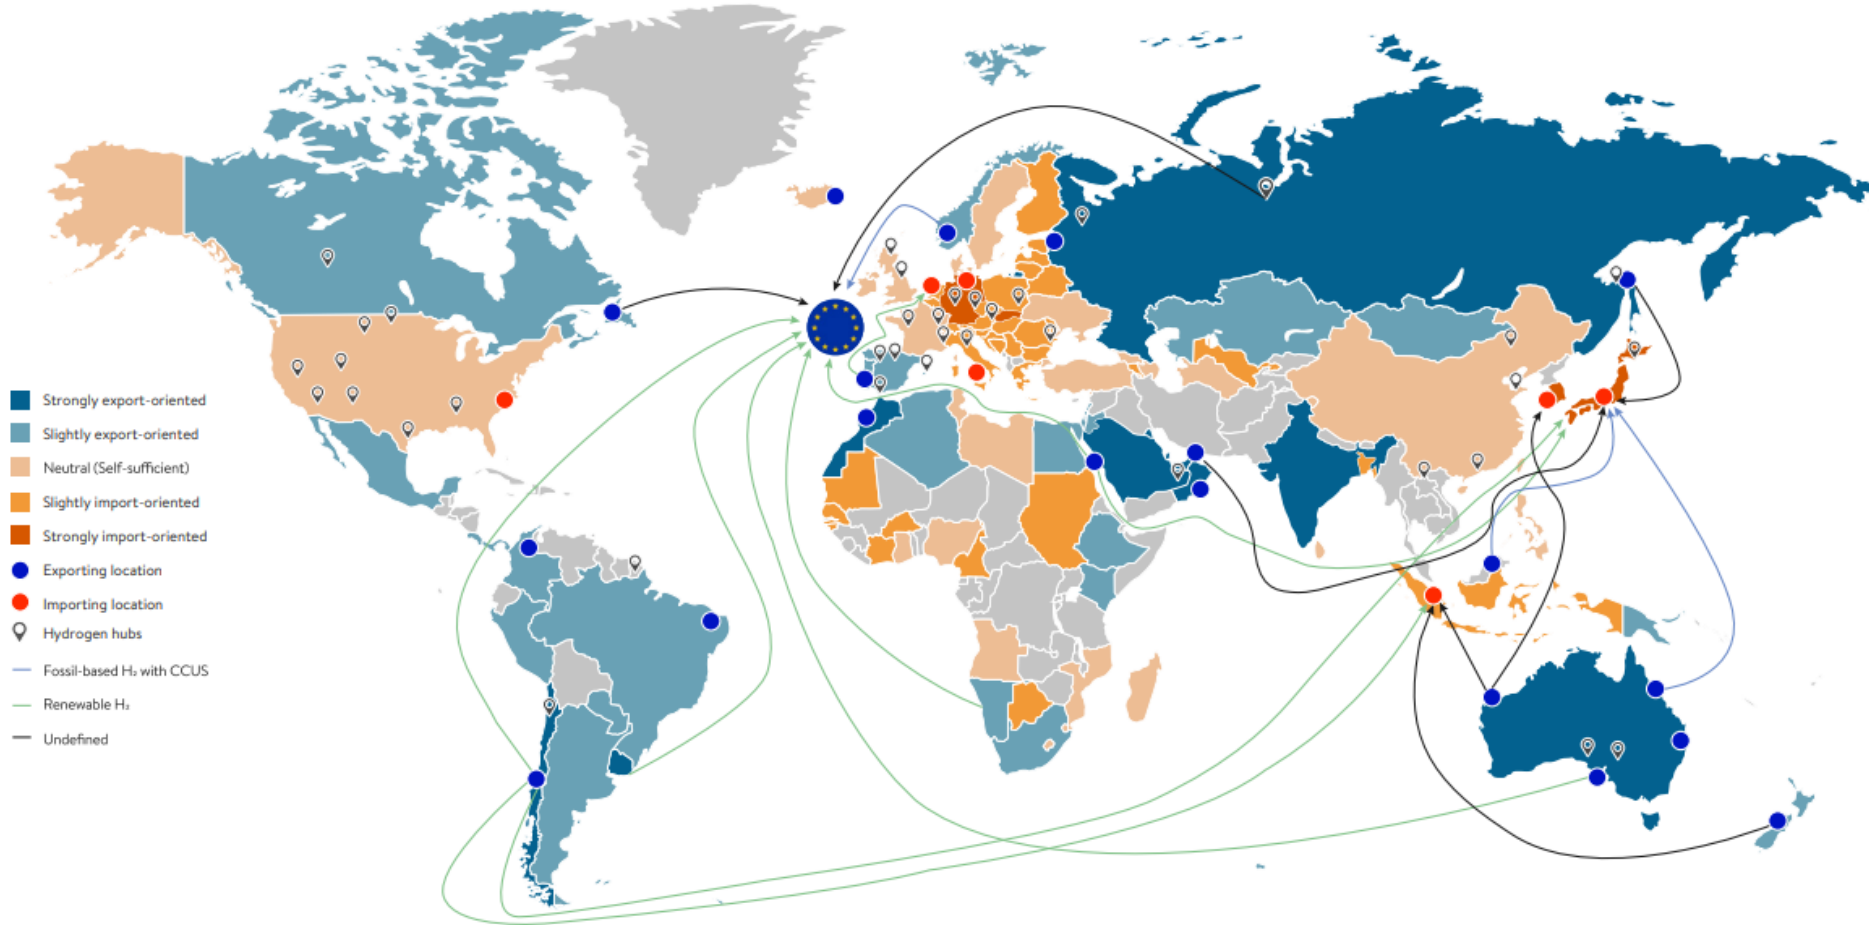 Strongly export-oriented
Slightly export-oriented
Neutral (Self-sufficient)
Slightly import-oriented
Strongly import-oriented
Exporting location
Importing location
Hydrogen hubs
Fossil-based H₂ with CCUS
Renewable H₂
Undefined